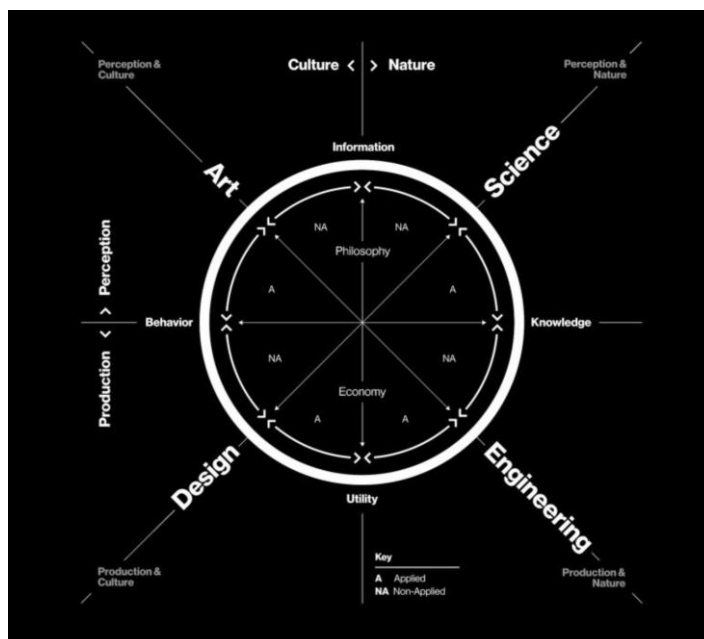 Perception &
Culture
Culture < > Nature
Perception &
Nature
Information
Art
Science
NA
NA
Philosophy
Production < > Perception
A
A
Behavior
Knowledge
NA
NA
Economy
A
A
Design
Engineering
Utility
Production &
Culture
Key
A Applied
NA Non-Applied
Production &
Nature